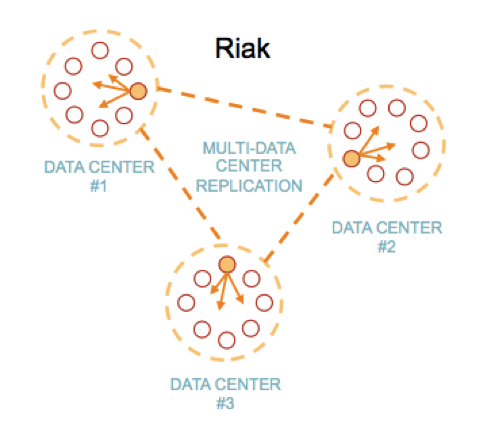 Riak
MULTI-DATA
CENTER
REPLICATION
DATA CENTER
#1
DATA CENTER
#2
DATA CENTER
#3